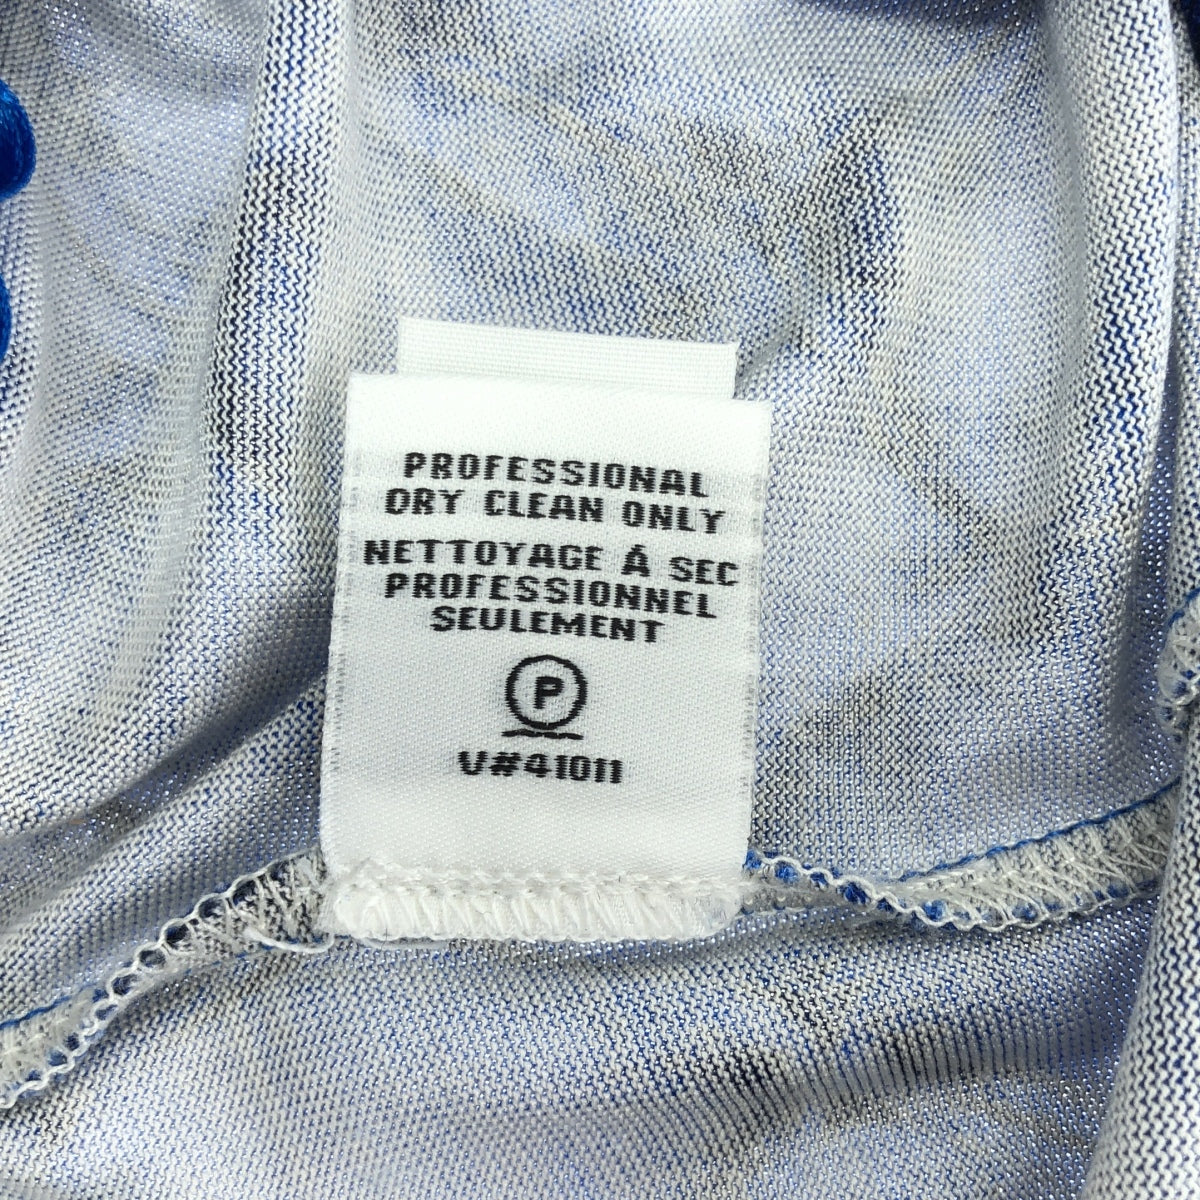 PROFESSIONAL
DRY CLEAN ONLY
NETTOYAGE À SEC
PROFESSIONNEL
SEULEMENT
P
V#41011